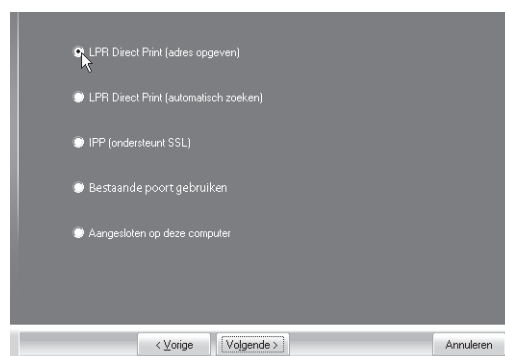 LPR Direct Print (adres opgeven)
LPR Direct Print (automatisch zoeken)
IPP (ondersteunt SSL)
Bestaande poort gebruiken
Aangesloten op deze computer
< Vorige
Volgende >
Annuleren